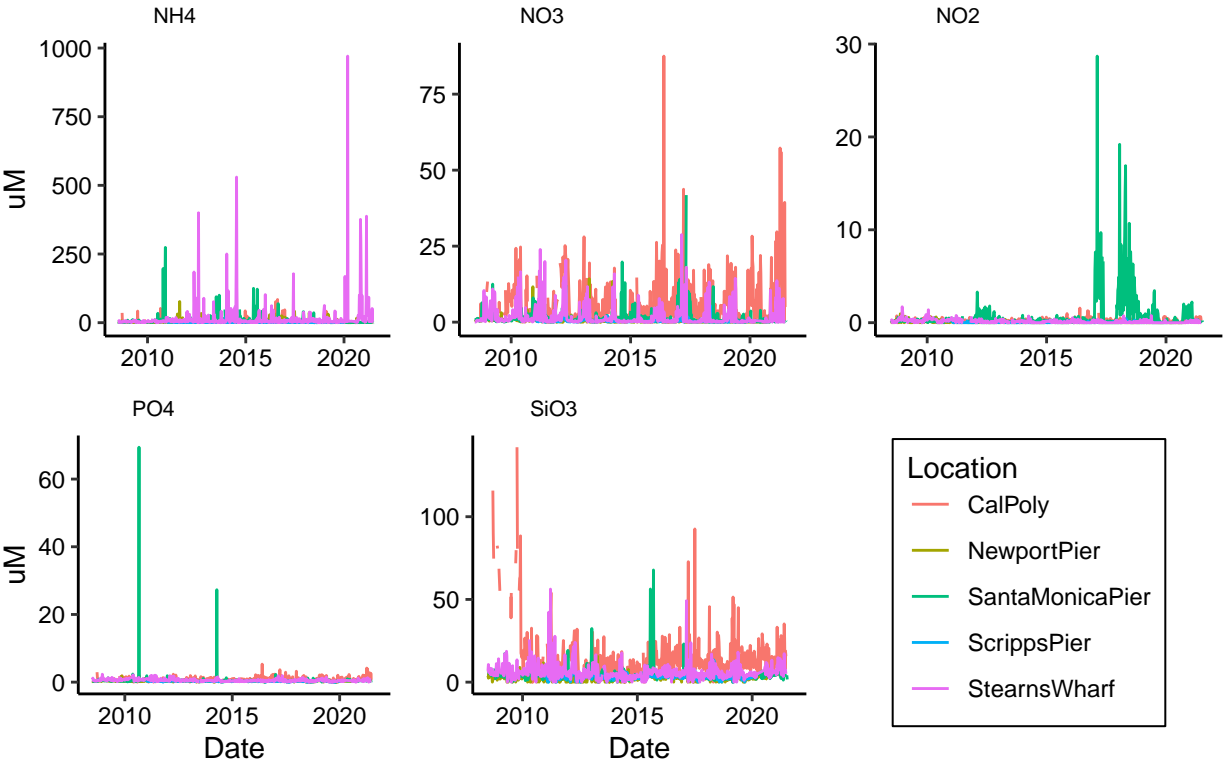 NH4 NO3 NO2
uM
1000
750
500
250
0
2010 2015 2020
75
50
25
0
2010 2015 2020
30
20
10
0
2010 2015 2020
PO4 SiO3
uM
60
40
20
0
2010 2015 2020
Date
100
50
0
2010 2015 2020
Date
Location
CalPoly
NewportPier
SantaMonicaPier
ScrippsPier
StearnsWharf